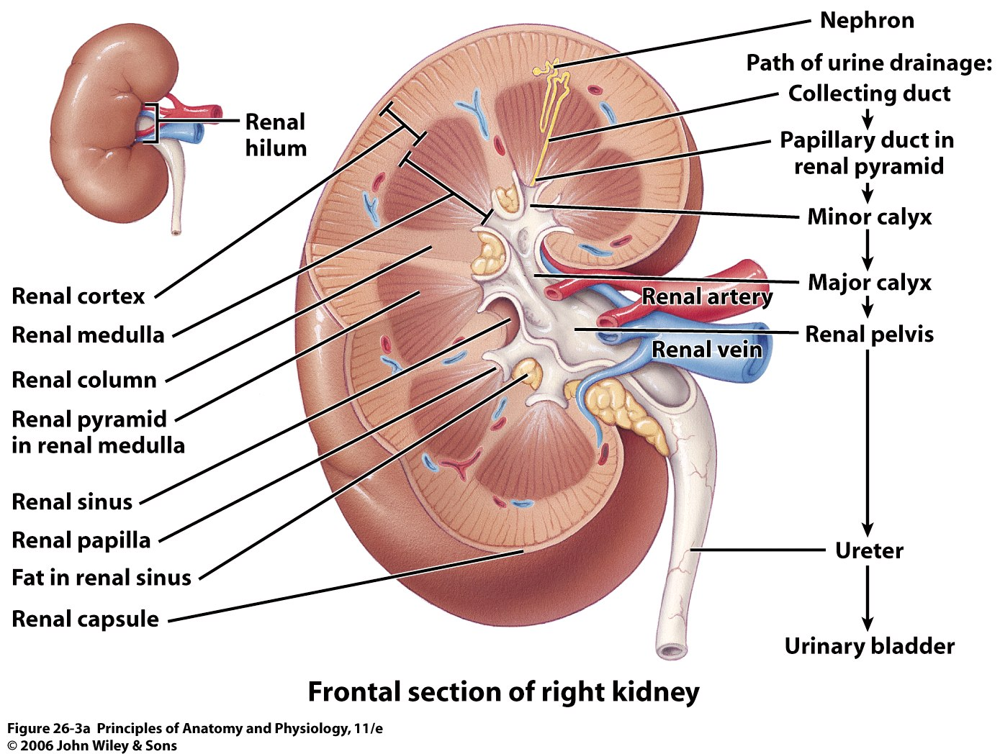 Nephron
Path of urine drainage:
Collecting duct
Papillary duct in
renal pyramid
Minor calyx
Major calyx
Renal pelvis
Ureter
Urinary bladder
Renal artery
Renal vein
Renal
hilum
Renal cortex
Renal medulla
Renal column
Renal pyramid
in renal medulla
Renal sinus
Renal papilla
Fat in renal sinus
Renal capsule
Frontal section of right kidney
Figure 26-3a Principles of Anatomy and Physiology, 11/e
© 2006 John Wiley & Sons